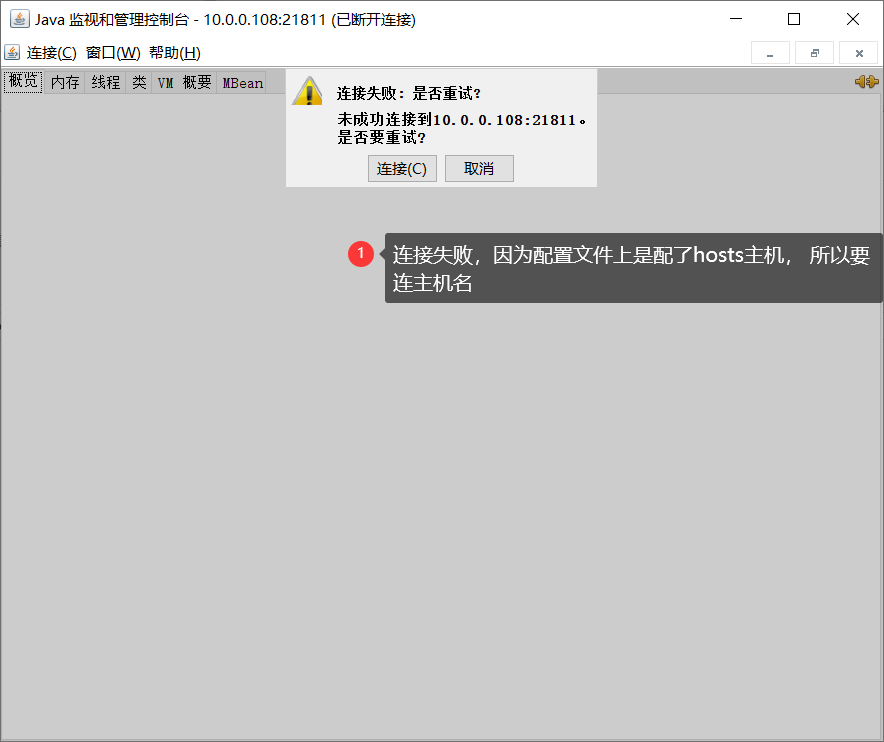 Java 监视和管理控制台 - 10.0.0.108:21811 (已断开连接)
连接(C) 窗口(W) 帮助(H)
概览 内存 线程 类 VM 概要 MBean
连接失败：是否重试?
未成功连接到10.0.0.108:21811。
是否要重试?
连接(C) 取消
1
连接失败，因为配置文件上是配了hosts主机， 所以要
连主机名